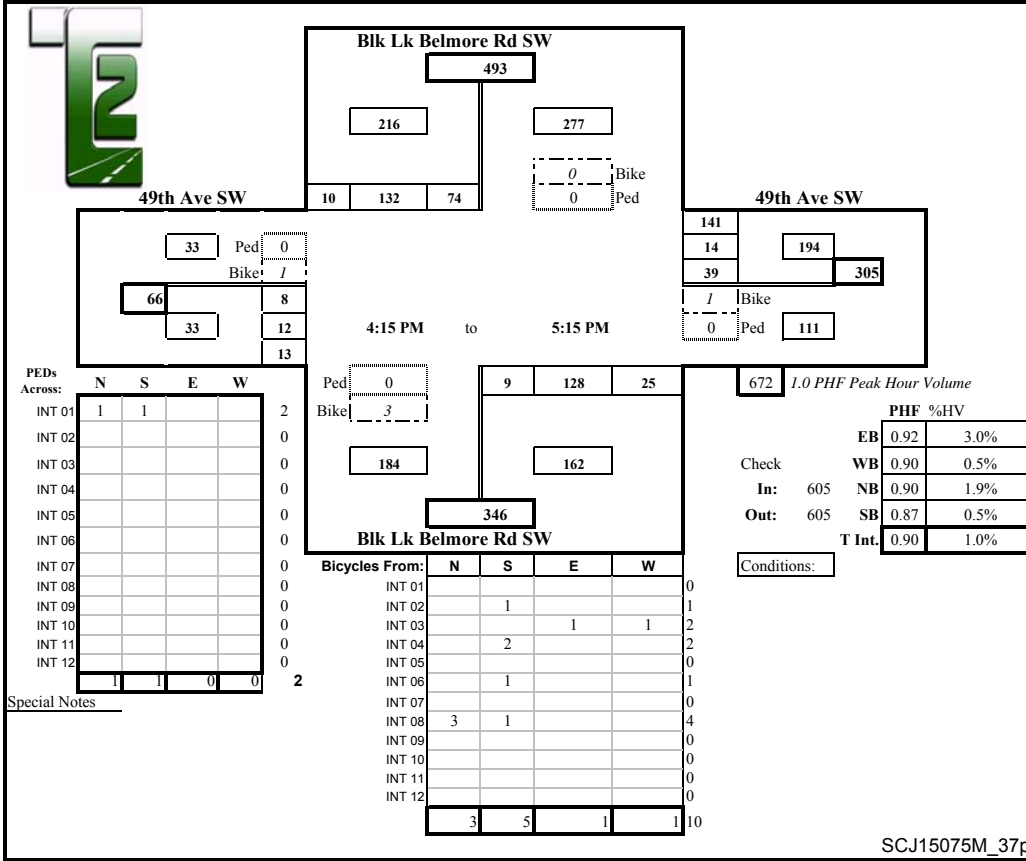 T2
Blk Lk Belmore Rd SW
493
216 277
0 Bike
0 Ped
49th Ave SW 10 132 74 49th Ave SW
141
33 Ped 0 14 194
Bike 1 39 305
66 8 1 Bike
33 12 4:15 PM to 5:15 PM 0 Ped 111
13
PEDs
Across: N S E W Ped 0 9 128 25 672 1.0 PHF Peak Hour Volume
INT 01 1 1 2 Bike 3 PHF %HV
INT 02 0 EB 0.92 3.0%
INT 03 0 184 162 Check WB 0.90 0.5%
INT 04 0 In: 605 NB 0.90 1.9%
INT 05 0 346 Out: 605 SB 0.87 0.5%
INT 06 0 Blk Lk Belmore Rd SW T Int. 0.90 1.0%
INT 07 0 Bicycles From: N S E W Conditions:
INT 08 0 INT 01 0
INT 09 0 INT 02 1 1
INT 10 0 INT 03 1 1 2
INT 11 0 INT 04 2 2
INT 12 0 INT 05 0
1 1 0 0 2 INT 06 1 1
Special Notes INT 07 0
INT 08 3 1 4
INT 09 0
INT 10 0
INT 11 0
INT 12 0
3 5 1 1 10
SCJ15075M_37p